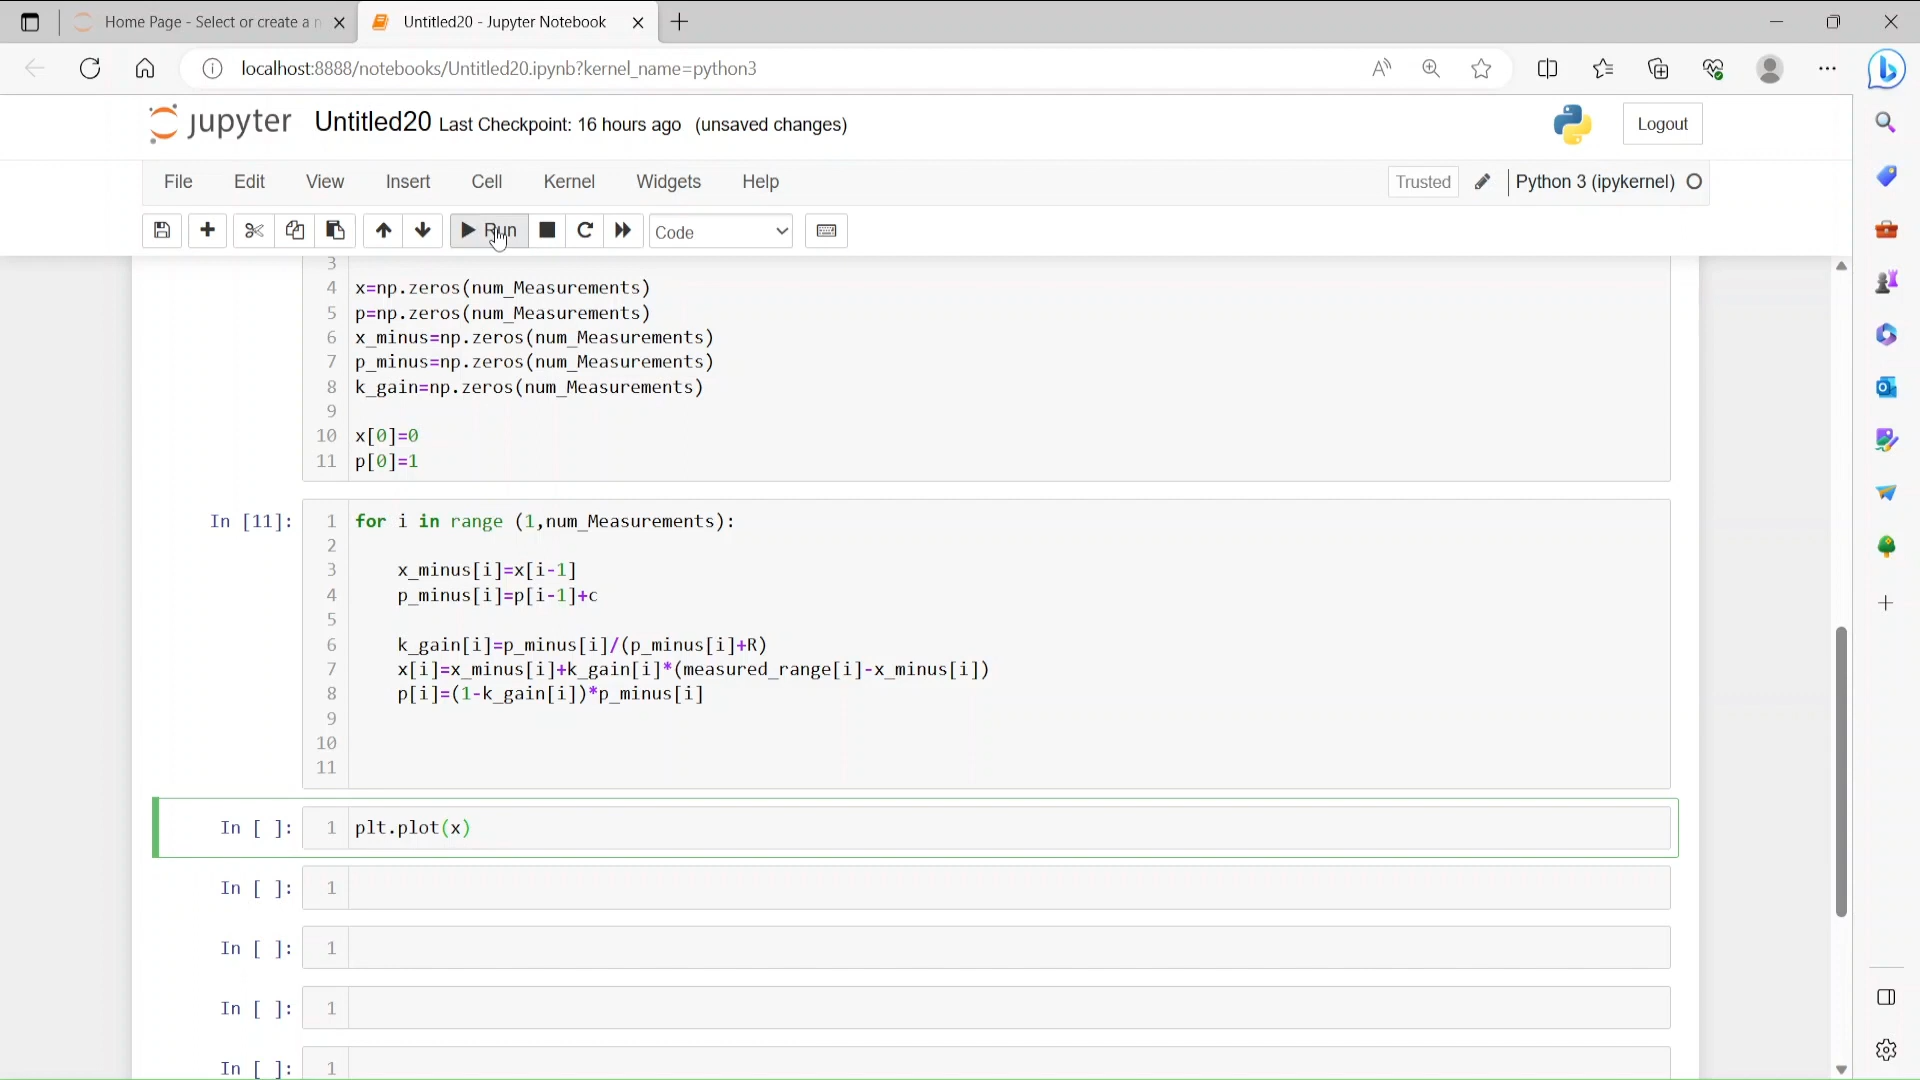 Home Page - Select or create a n
Untitled20 - Jupyter Notebook
localhost:8888/notebooks/Untitled20.ipynb?kernel_name=python3
jupyter Untitled20 Last Checkpoint: 16 hours ago (unsaved changes)
Logout
File Edit View Insert Cell Kernel Widgets Help
Trusted Python 3 (ipykernel)
Run Code
3
4 x=np.zeros(num_Measurements)
5 p=np.zeros(num_Measurements)
6 x_minus=np.zeros(num_Measurements)
7 p_minus=np.zeros(num_Measurements)
8 k_gain=np.zeros(num_Measurements)
9
10 x[0]=0
11 p[0]=1
In [11]: 1 for i in range (1,num_Measurements):
2
3 x_minus[i]=x[i-1]
4 p_minus[i]=p[i-1]+c
5
6 k_gain[i]=p_minus[i]/(p_minus[i]+R)
7 x[i]=x_minus[i]+k_gain[i]*(measured_range[i]-x_minus[i])
8 p[i]=(1-k_gain[i])*p_minus[i]
9
10
11
In [ ]: 1 plt.plot(x)
In [ ]: 1
In [ ]: 1
In [ ]: 1
In [ ]: 1